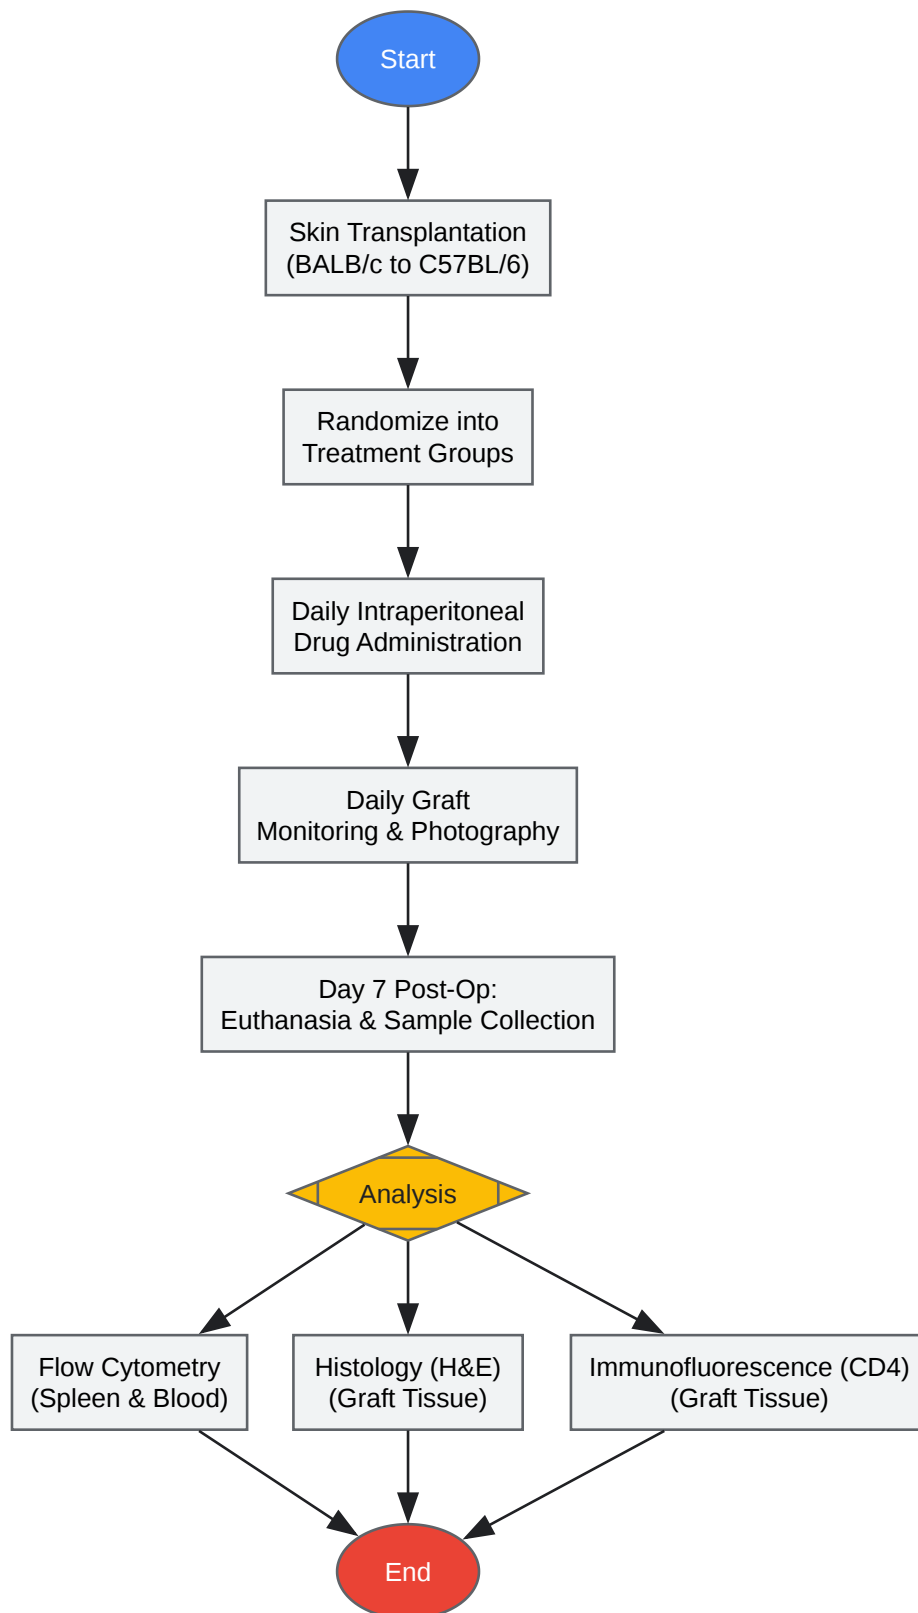 Start
Skin Transplantation
(BALB/c to C57BL/6)
Randomize into
Treatment Groups
Daily Intraperitoneal
Drug Administration
Daily Graft
Monitoring & Photography
Day 7 Post-Op:
Euthanasia & Sample Collection
Analysis
Flow Cytometry
(Spleen & Blood)
Histology (H&E)
(Graft Tissue)
Immunofluorescence (CD4)
(Graft Tissue)
End